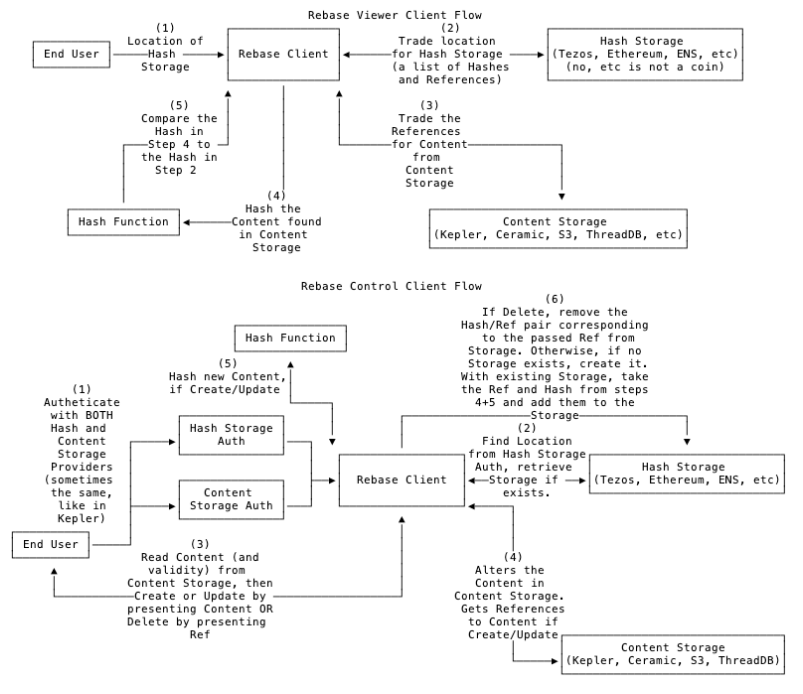 Rebase Viewer Client Flow
End User
(1)
Location of
Hash
Storage
Rebase Client
(2)
Trade location
for Hash Storage
(a list of Hashes
and References)
Hash Storage
(Tezos, Ethereum, ENS, etc)
(no, etc is not a coin)
(5)
Compare the
Hash in
Step 4 to
the Hash in
Step 2
(3)
Trade the
References
for Content
from
Content
Storage
Hash Function
(4)
Hash the
Content found
in Content
Storage
Content Storage
(Kepler, Ceramic, S3, ThreadDB, etc)
Rebase Control Client Flow
(6)
If Delete, remove the
Hash/Ref pair corresponding
to the passed Ref from
Storage. Otherwise, if no
Storage exists, create it.
With existing Storage, take
the Ref and Hash from steps
4+5 and add them to the
Storage
Hash Function
(5)
Hash new Content,
if Create/Update
(1)
Autheticate
with BOTH
Hash and
Content
Storage
Providers
(sometimes
the same,
like in
Kepler)
Hash Storage
Auth
Content
Storage Auth
Rebase Client
(2)
Find Location
from Hash Storage
Auth, retrieve
Storage if
exists.
Hash Storage
(Tezos, Ethereum, ENS, etc)
End User
(3)
Read Content (and
validity) from
Content Storage, then
Create or Update by
presenting Content OR
Delete by presenting
Ref
(4)
Alters the
Content in
Content Storage.
Gets References
to Content if
Create/Update
Content Storage
(Kepler, Ceramic, S3, ThreadDB)